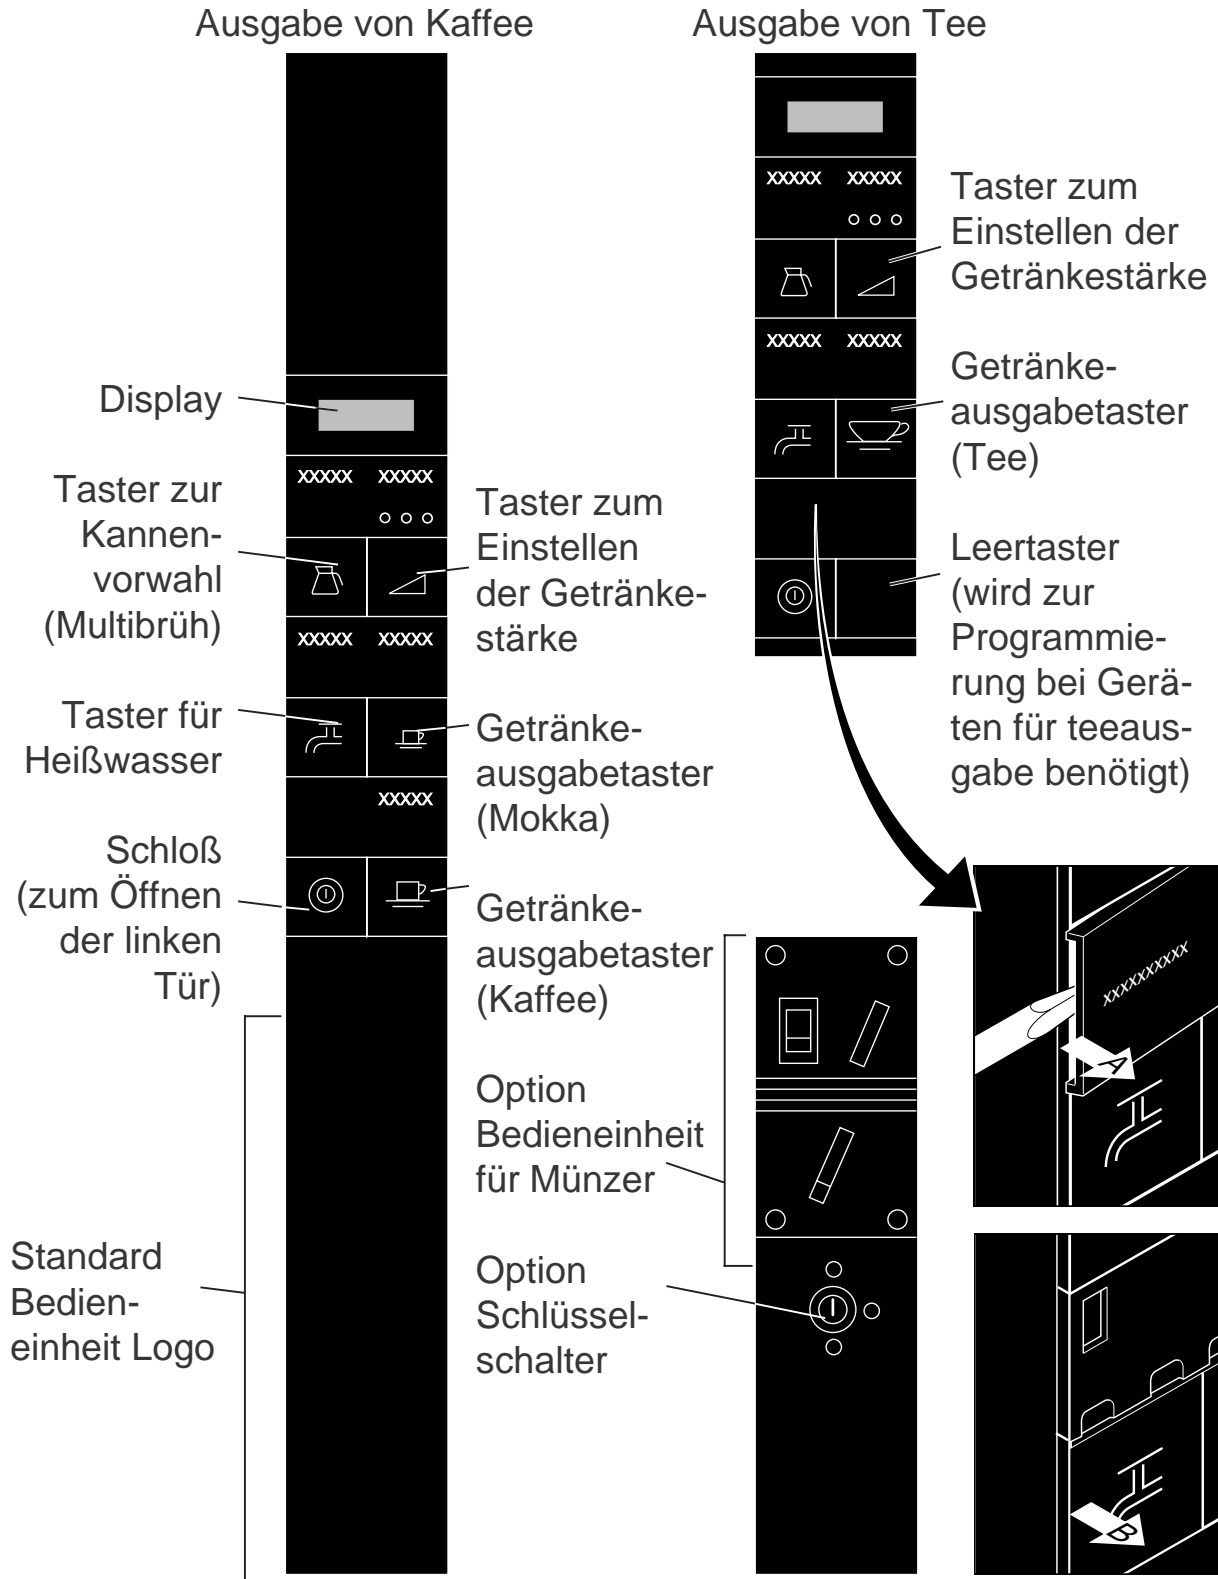 Ausgabe von Kaffee
Ausgabe von Tee
Display
Taster zur
Kannen-
vorwahl
(Multibrüh)
Taster für
Heißwasser
Schloß
(zum Öffnen
der linken
Tür)
Standard
Bedien-
einheit Logo
XXXXX XXXXX
XXXXX XXXXX
XXXXX
Taster zum
Einstellen
der Getränke-
stärke
Getränke-
ausgabetaster
(Mokka)
Getränke-
ausgabetaster
(Kaffee)
Option
Bedieneinheit
für Münzer
Option
Schlüssel-
schalter
XXXXX XXXXX
XXXXX XXXXX
Taster zum
Einstellen der
Getränkestärke
Getränke-
ausgabetaster
(Tee)
Leertaster
(wird zur
Programmie-
rung bei Gerä-
ten für teeaus-
gabe benötigt)
XXXXXXXXXX
A
B